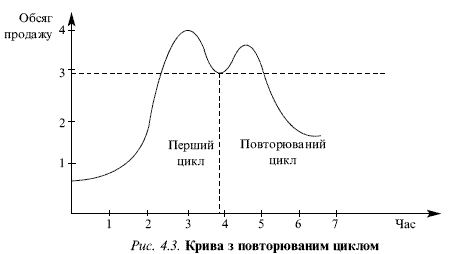 Обсяг
продажу
4
3
2
1
Перший
цикл
Повторюваний
цикл
1 2 3 4 5 6 7 Час
Рис. 4.3. Крива з повторюваним циклом